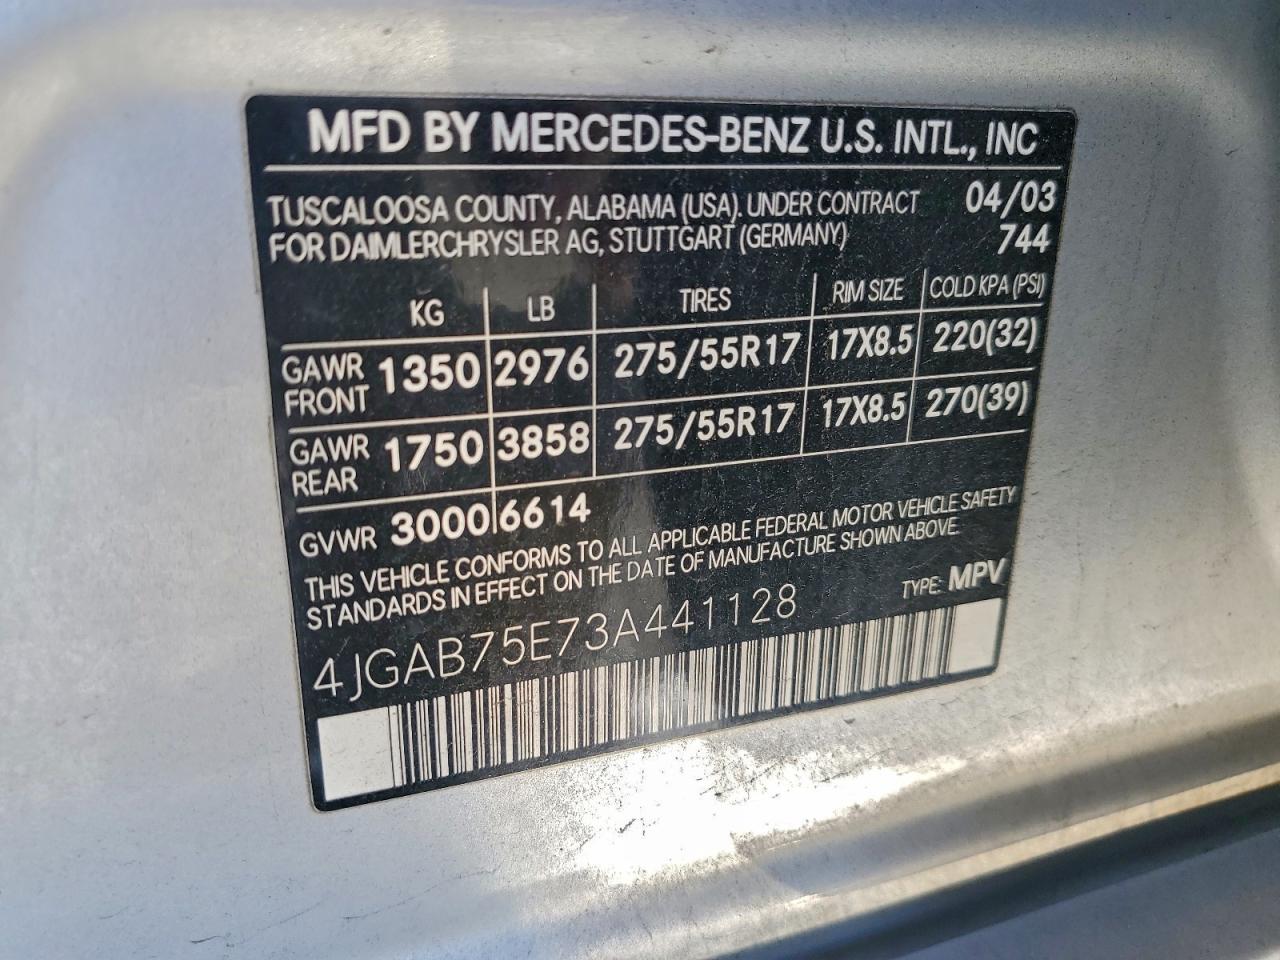 MFD BY MERCEDES-BENZ U.S. INTL., INC
TUSCALOOSA COUNTY, ALABAMA (USA). UNDER CONTRACT 04/03
FOR DAIMLERCHRYSLER AG, STUTTGART (GERMANY) 744
KG LB TIRES RIM SIZE COLD KPA (PSI)
GAWR FRONT 1350 2976 275/55R17 17X8.5 220(32)
GAWR REAR 1750 3858 275/55R17 17X8.5 270(39)
GVWR 3000 6614
THIS VEHICLE CONFORMS TO ALL APPLICABLE FEDERAL MOTOR VEHICLE SAFETY
STANDARDS IN EFFECT ON THE DATE OF MANUFACTURE SHOWN ABOVE.
4JGAB75E73A441128 TYPE: MPV